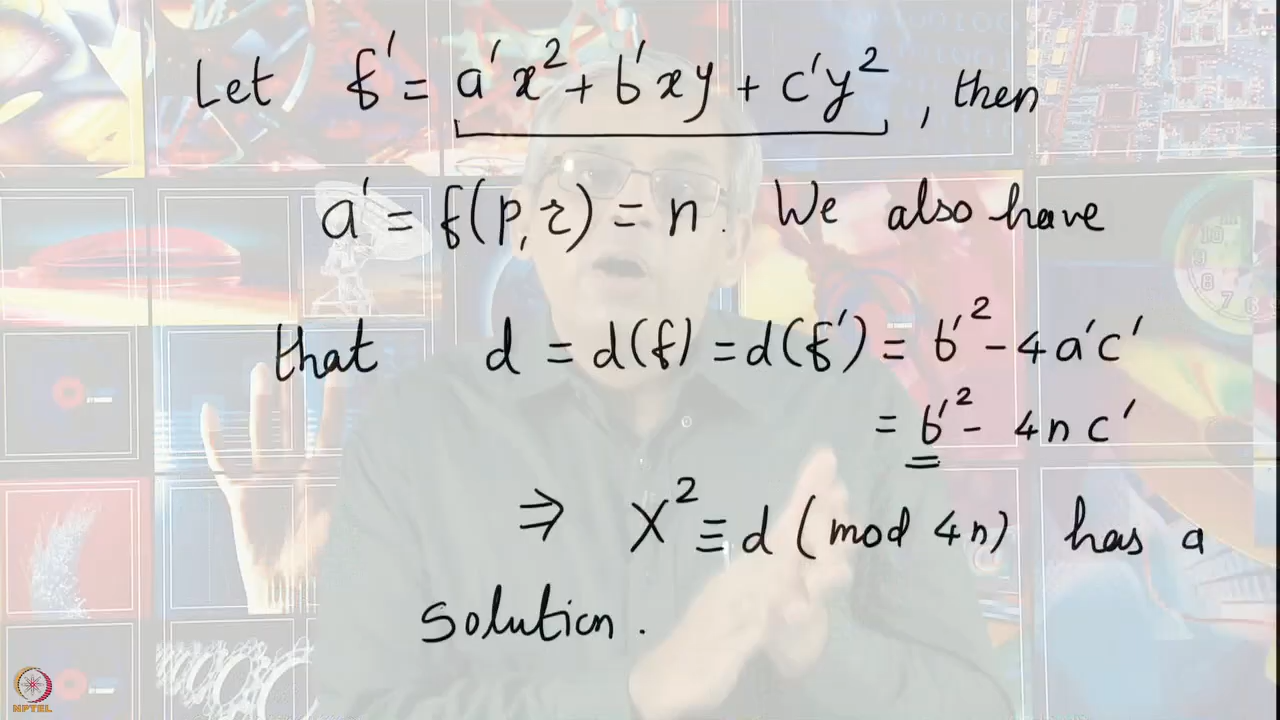 Let f' = a'x² + b'xy + c'y², then
a' = f(p,r) = n. We also have
that d = d(f) = d(f') = b'² - 4a'c'
= b'² - 4nc'
⇒ X² ≡ d (mod 4n) has a
solution.
NPTEL